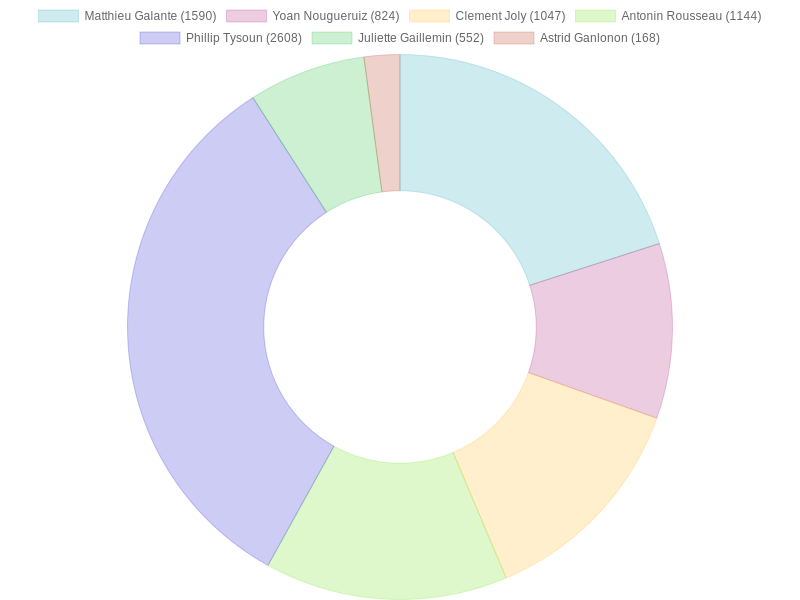 Matthieu Galante (1590) Yoan Nougueruiz (824) Clement Joly (1047) Antonin Rousseau (1144)
Phillip Tysoun (2608) Juliette Gaillemin (552) Astrid Ganlonon (168)